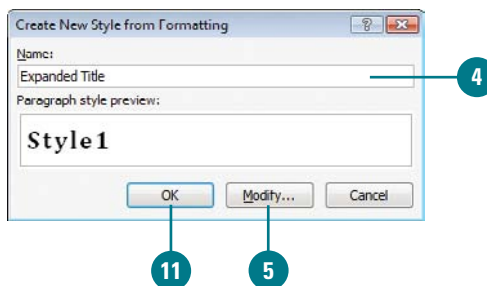 Create New Style from Formatting
Name:
Expanded Title
4
Paragraph style preview:
Style1
OK
Modify...
Cancel
11
5